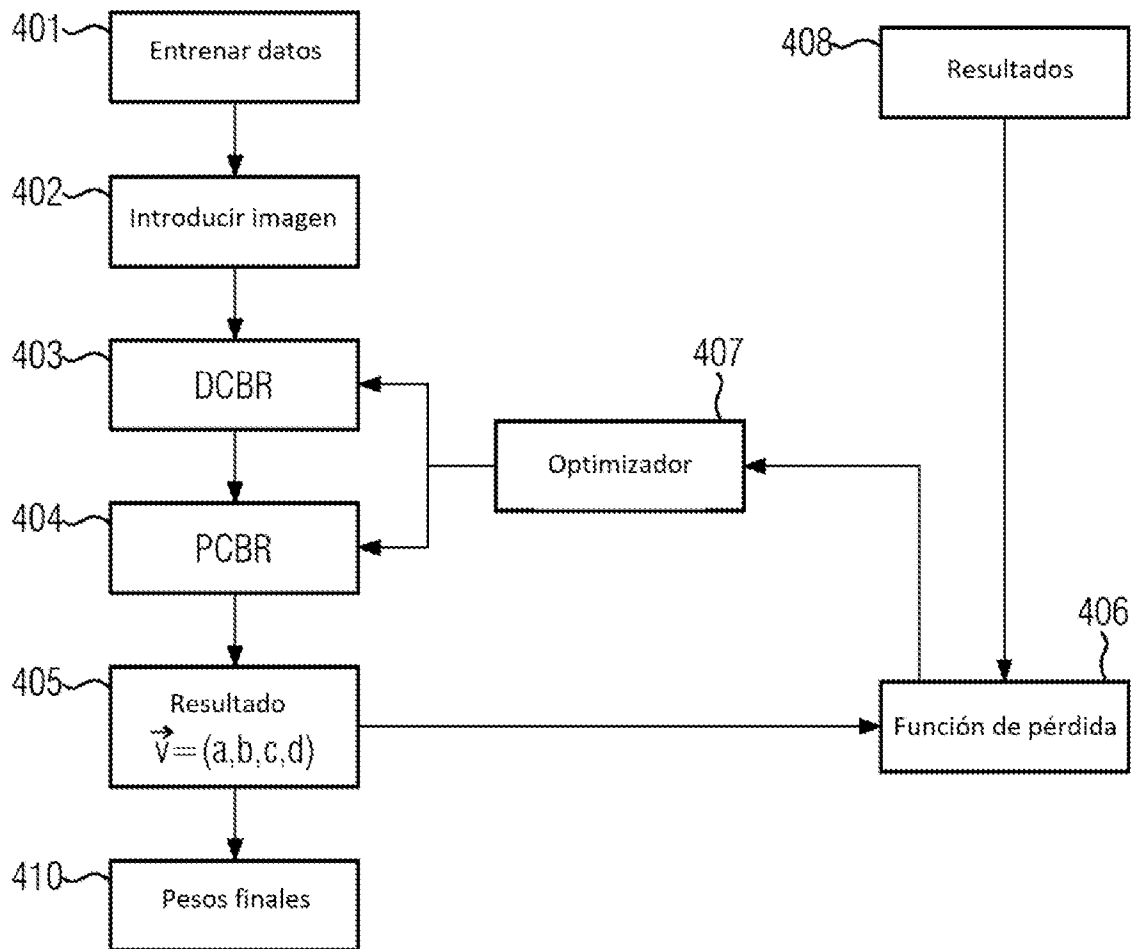 401
Entrenar datos
408
Resultados
402
Introducir imagen
403
DCBR
407
Optimizador
404
PCBR
405
Resultado
v⃗=(a,b,c,d)
406
Función de pérdida
410
Pesos finales